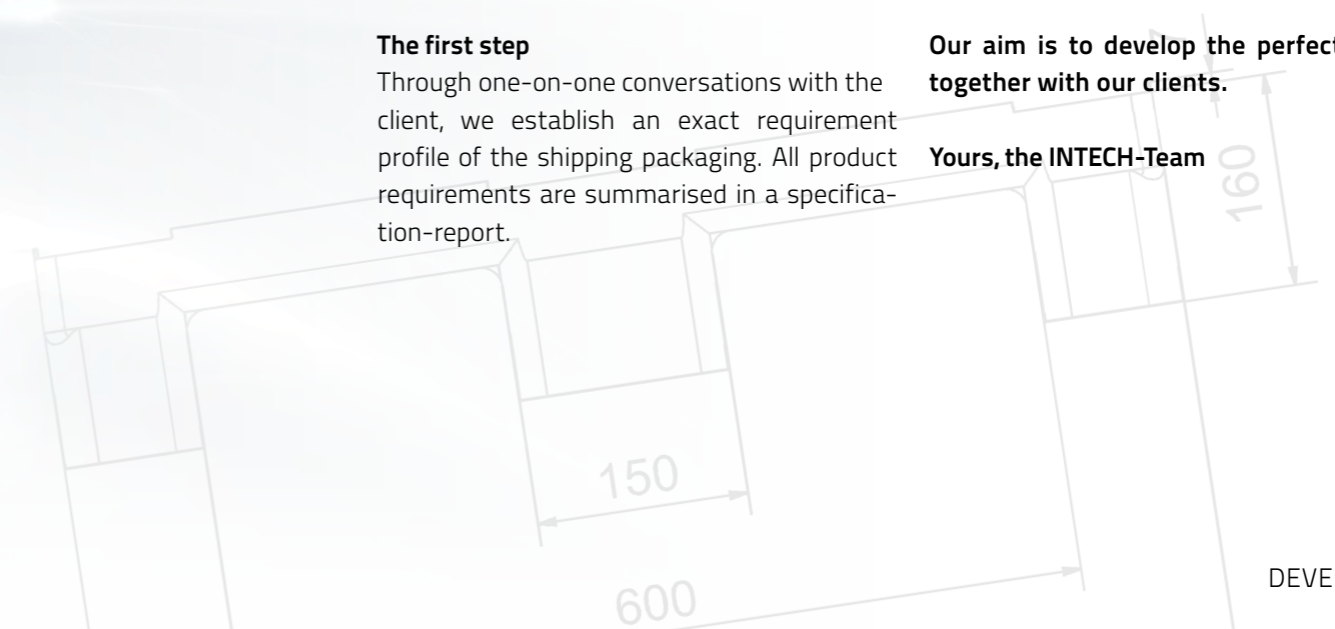 The first step
Through one-on-one conversations with the
client, we establish an exact requirement
profile of the shipping packaging. All product
requirements are summarised in a specifica-
tion-report.
Our aim is to develop the perfect
together with our clients.
Yours, the INTECH-Team
160
150
600
DEVE